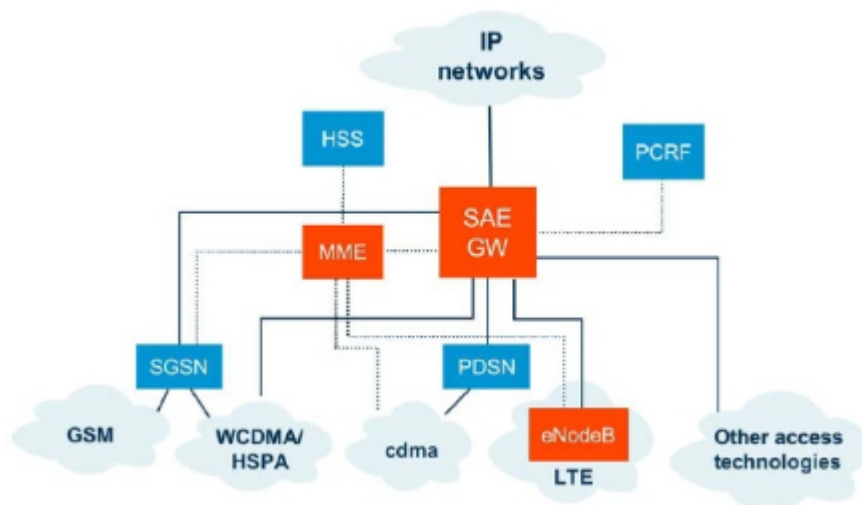 IP
networks
HSS
PCRF
SAE
GW
MME
SGSN
PDSN
GSM
WCDMA/
HSPA
cdma
eNodeB
LTE
Other access
technologies